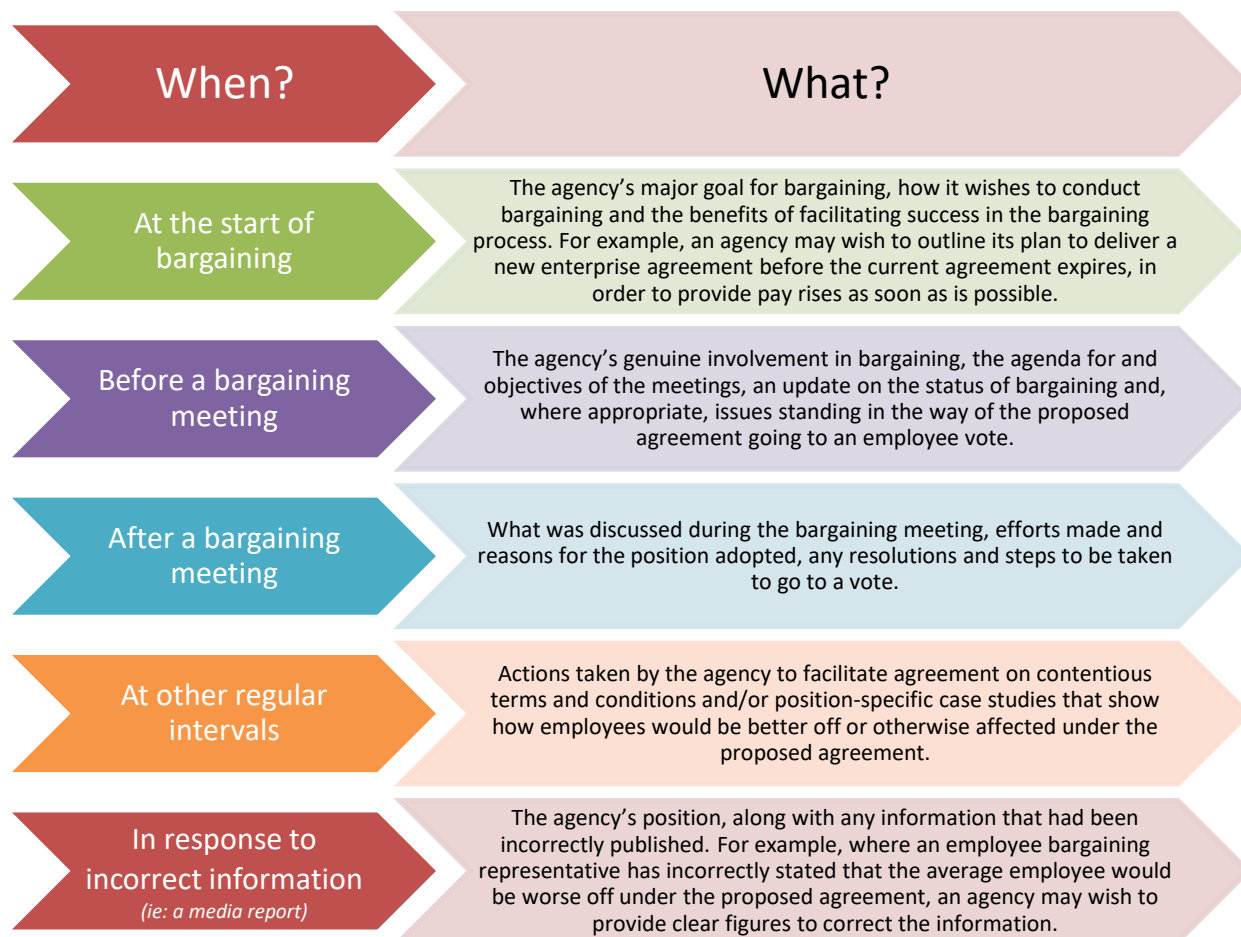 When?
What?
At the start of
bargaining
The agency’s major goal for bargaining, how it wishes to conduct
bargaining and the benefits of facilitating success in the bargaining
process. For example, an agency may wish to outline its plan to deliver a
new enterprise agreement before the current agreement expires, in
order to provide pay rises as soon as is possible.
Before a bargaining
meeting
The agency’s genuine involvement in bargaining, the agenda for and
objectives of the meetings, an update on the status of bargaining and,
where appropriate, issues standing in the way of the proposed
agreement going to an employee vote.
After a bargaining
meeting
What was discussed during the bargaining meeting, efforts made and
reasons for the position adopted, any resolutions and steps to be taken
to go to a vote.
At other regular
intervals
Actions taken by the agency to facilitate agreement on contentious
terms and conditions and/or position-specific case studies that show
how employees would be better off or otherwise affected under the
proposed agreement.
In response to
incorrect information
(ie: a media report)
The agency’s position, along with any information that had been
incorrectly published. For example, where an employee bargaining
representative has incorrectly stated that the average employee would
be worse off under the proposed agreement, an agency may wish to
provide clear figures to correct the information.